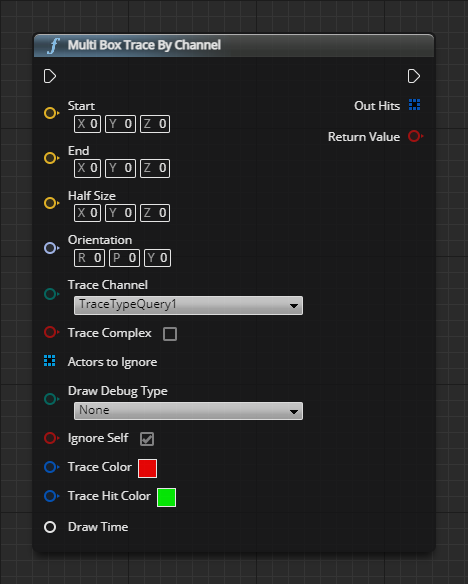 Multi Box Trace By Channel
Start
X 0 Y 0 Z 0
Out Hits
Return Value
End
X 0 Y 0 Z 0
Half Size
X 0 Y 0 Z 0
Orientation
R 0 P 0 Y 0
Trace Channel
TraceTypeQuery1
Trace Complex
Actors to Ignore
Draw Debug Type
None
Ignore Self
Trace Color
Trace Hit Color
Draw Time